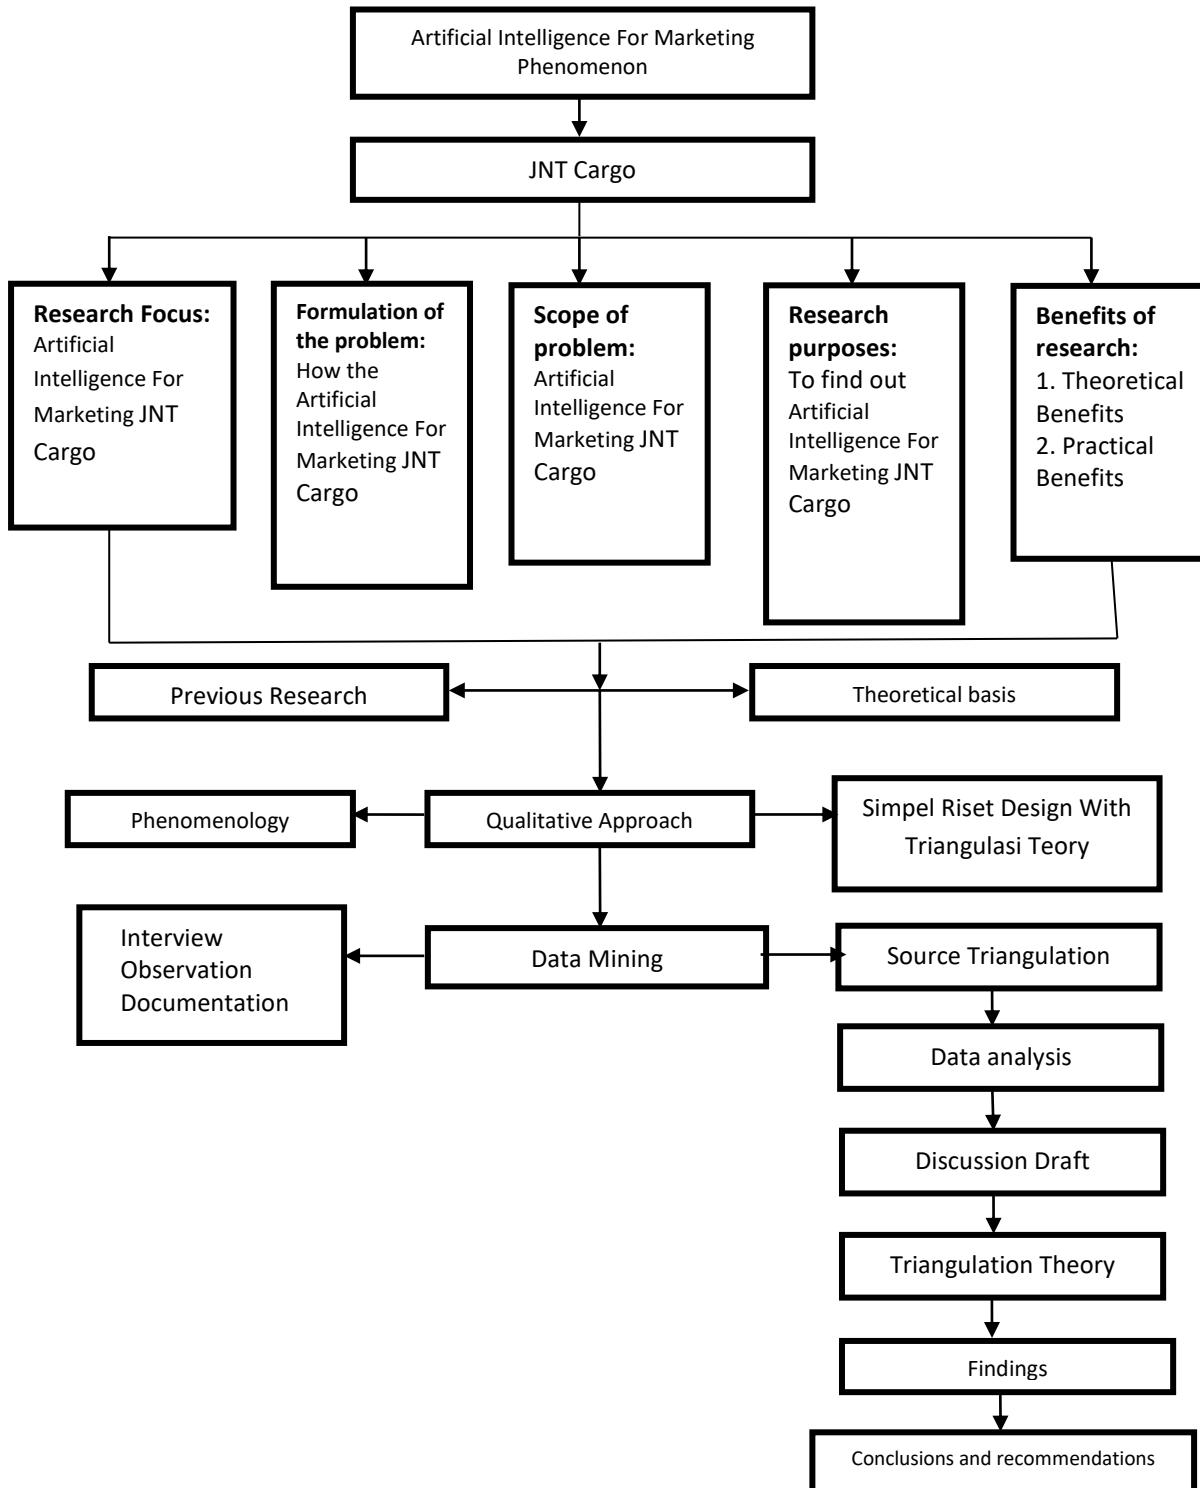 Artificial Intelligence For Marketing
Phenomenon
JNT Cargo
Research Focus:
Artificial
Intelligence For
Marketing JNT
Cargo
Formulation of
the problem:
How the
Artificial
Intelligence For
Marketing JNT
Cargo
Scope of
problem:
Artificial
Intelligence For
Marketing JNT
Cargo
Research
purposes:
To find out
Artificial
Intelligence For
Marketing JNT
Cargo
Benefits of
research:
1. Theoretical
Benefits
2. Practical
Benefits
Previous Research
Theoretical basis
Phenomenology
Qualitative Approach
Simpel Riset Design With
Triangulasi Teory
Interview
Observation
Documentation
Data Mining
Source Triangulation
Data analysis
Discussion Draft
Triangulation Theory
Findings
Conclusions and recommendations